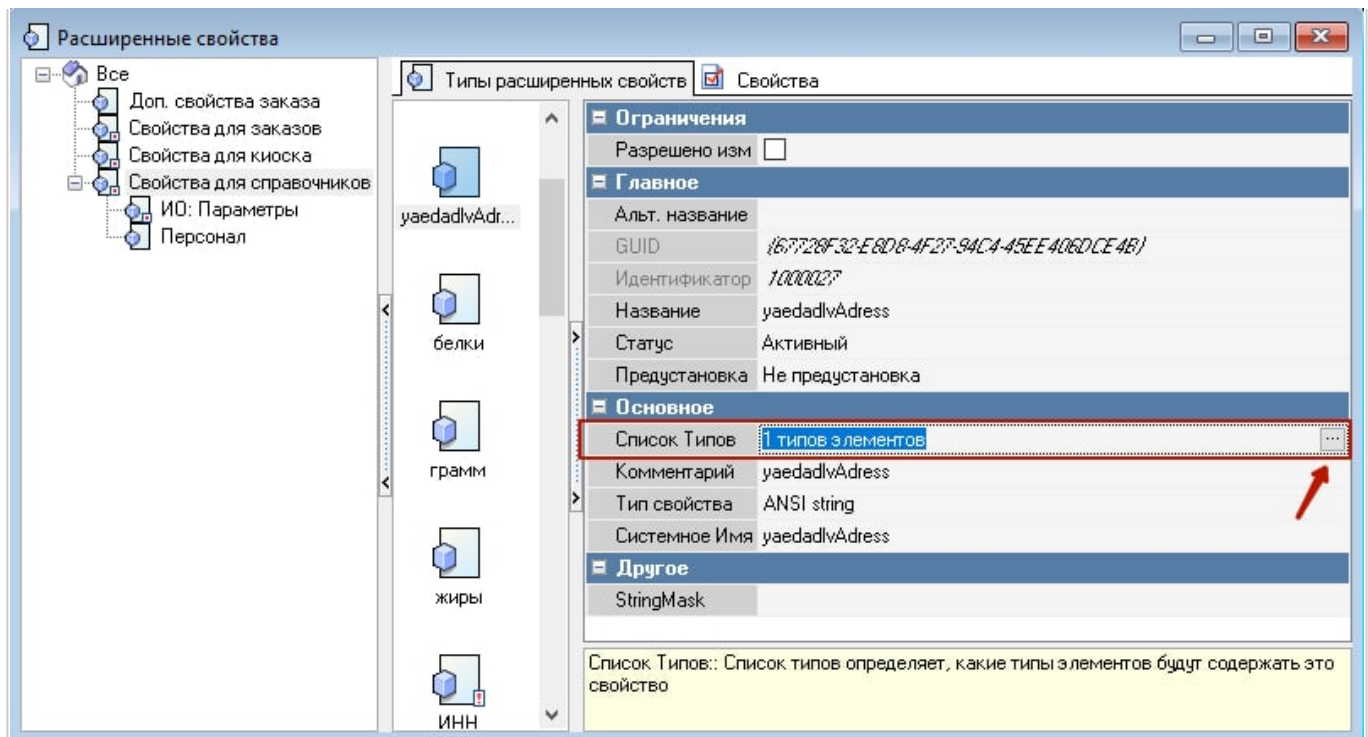 Расширенные свойства
Все
Доп. свойства заказа
Свойства для заказов
Свойства для киоска
Свойства для справочников
ИО: Параметры
Персонал
Типы расширенных свойств
Свойства
yaedadlvAdr...
белки
грамм
жиры
ИНН
Ограничения
Разрешено изм
Главное
Альт. название
GUID {67728F32-E8D8-4F27-94C4-45EE406DCE4B}
Идентификатор 1000027
Название yaedadlvAdress
Статус Активный
Предустановка Не предустановка
Основное
Список Типов 1 типов элементов ...
Комментарий yaedadlvAdress
Тип свойства ANSI string
Системное Имя yaedadlvAdress
Другое
StringMask
Список Типов:: Список типов определяет, какие типы элементов будут содержать это
свойство